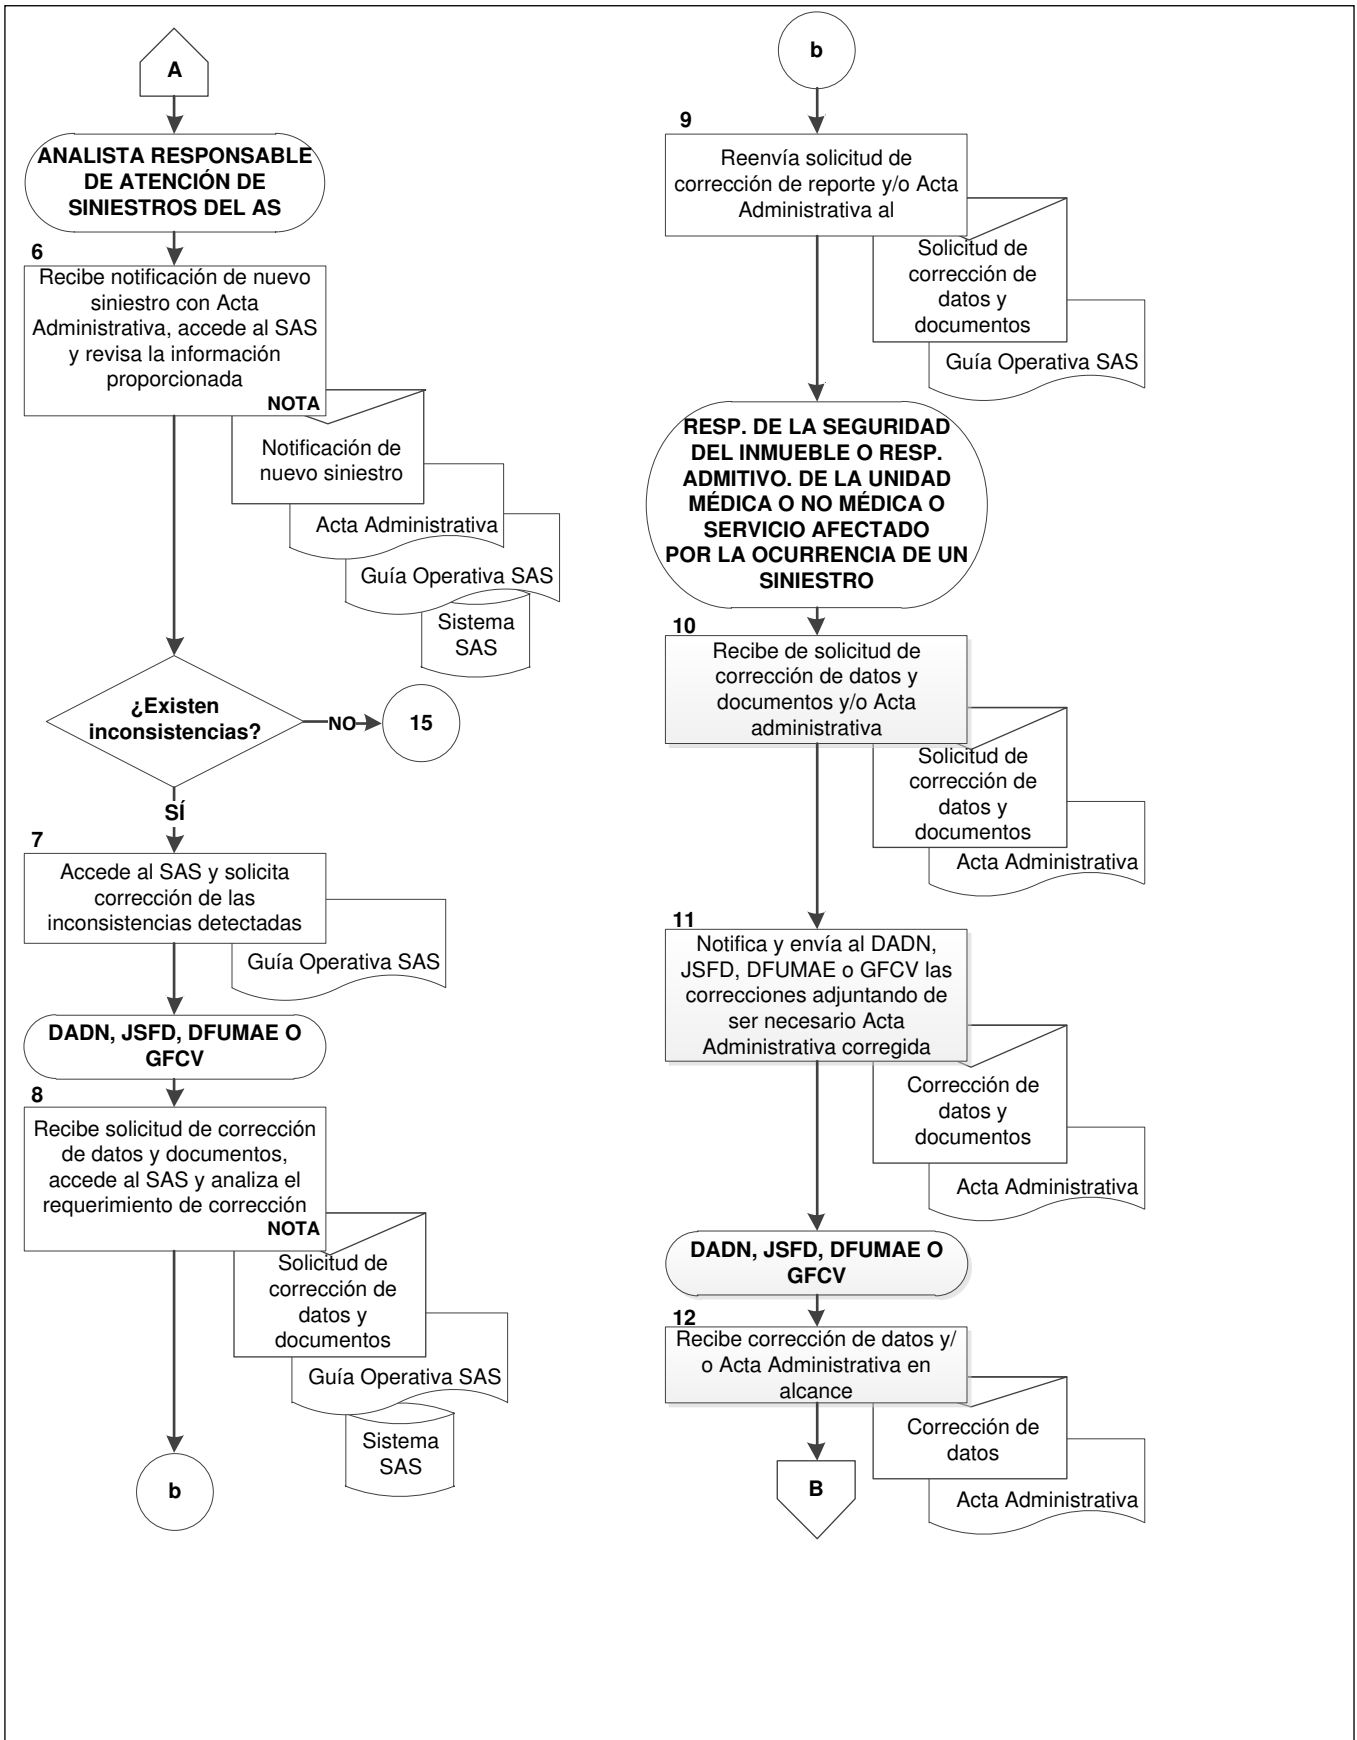 A
ANALISTA RESPONSABLE
DE ATENCIÓN DE
SINIESTROS DEL AS
6
Recibe notificación de nuevo
siniestro con Acta
Administrativa, accede al SAS
y revisa la información
proporcionada
NOTA
Notificación de
nuevo siniestro
Acta Administrativa
Guía Operativa SAS
Sistema
SAS
¿Existen
inconsistencias?
NO
15
SÍ
7
Accede al SAS y solicita
corrección de las
inconsistencias detectadas
Guía Operativa SAS
DADN, JSFD, DFUMAE O
GFCV
8
Recibe solicitud de corrección
de datos y documentos,
accede al SAS y analiza el
requerimiento de corrección
NOTA
Solicitud de
corrección de
datos y
documentos
Guía Operativa SAS
Sistema
SAS
b
b
9
Reenvía solicitud de
corrección de reporte y/o Acta
Administrativa al
Solicitud de
corrección de
datos y
documentos
Guía Operativa SAS
RESP. DE LA SEGURIDAD
DEL INMUEBLE O RESP.
ADMITIVO. DE LA UNIDAD
MÉDICA O NO MÉDICA O
SERVICIO AFECTADO
POR LA OCURRENCIA DE UN
SINIESTRO
10
Recibe de solicitud de
corrección de datos y
documentos y/o Acta
administrativa
Solicitud de
corrección de
datos y
documentos
Acta Administrativa
11
Notifica y envía al DADN,
JSFD, DFUMAE o GFCV las
correcciones adjuntando de
ser necesario Acta
Administrativa corregida
Corrección de
datos y
documentos
Acta Administrativa
DADN, JSFD, DFUMAE O
GFCV
12
Recibe corrección de datos y/
o Acta Administrativa en
alcance
Corrección de
datos
Acta Administrativa
B